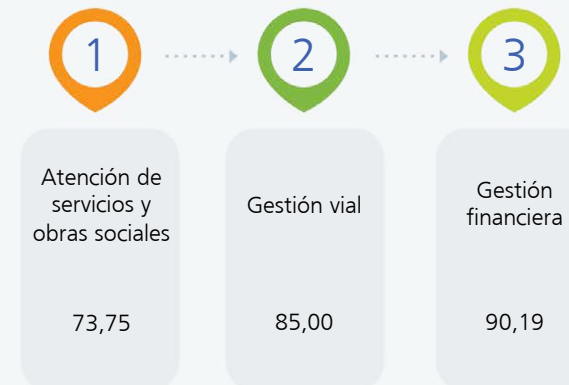 1
2
3
Atención de
servicios y
obras sociales
73,75
Gestión vial
85,00
Gestión
financiera
90,19